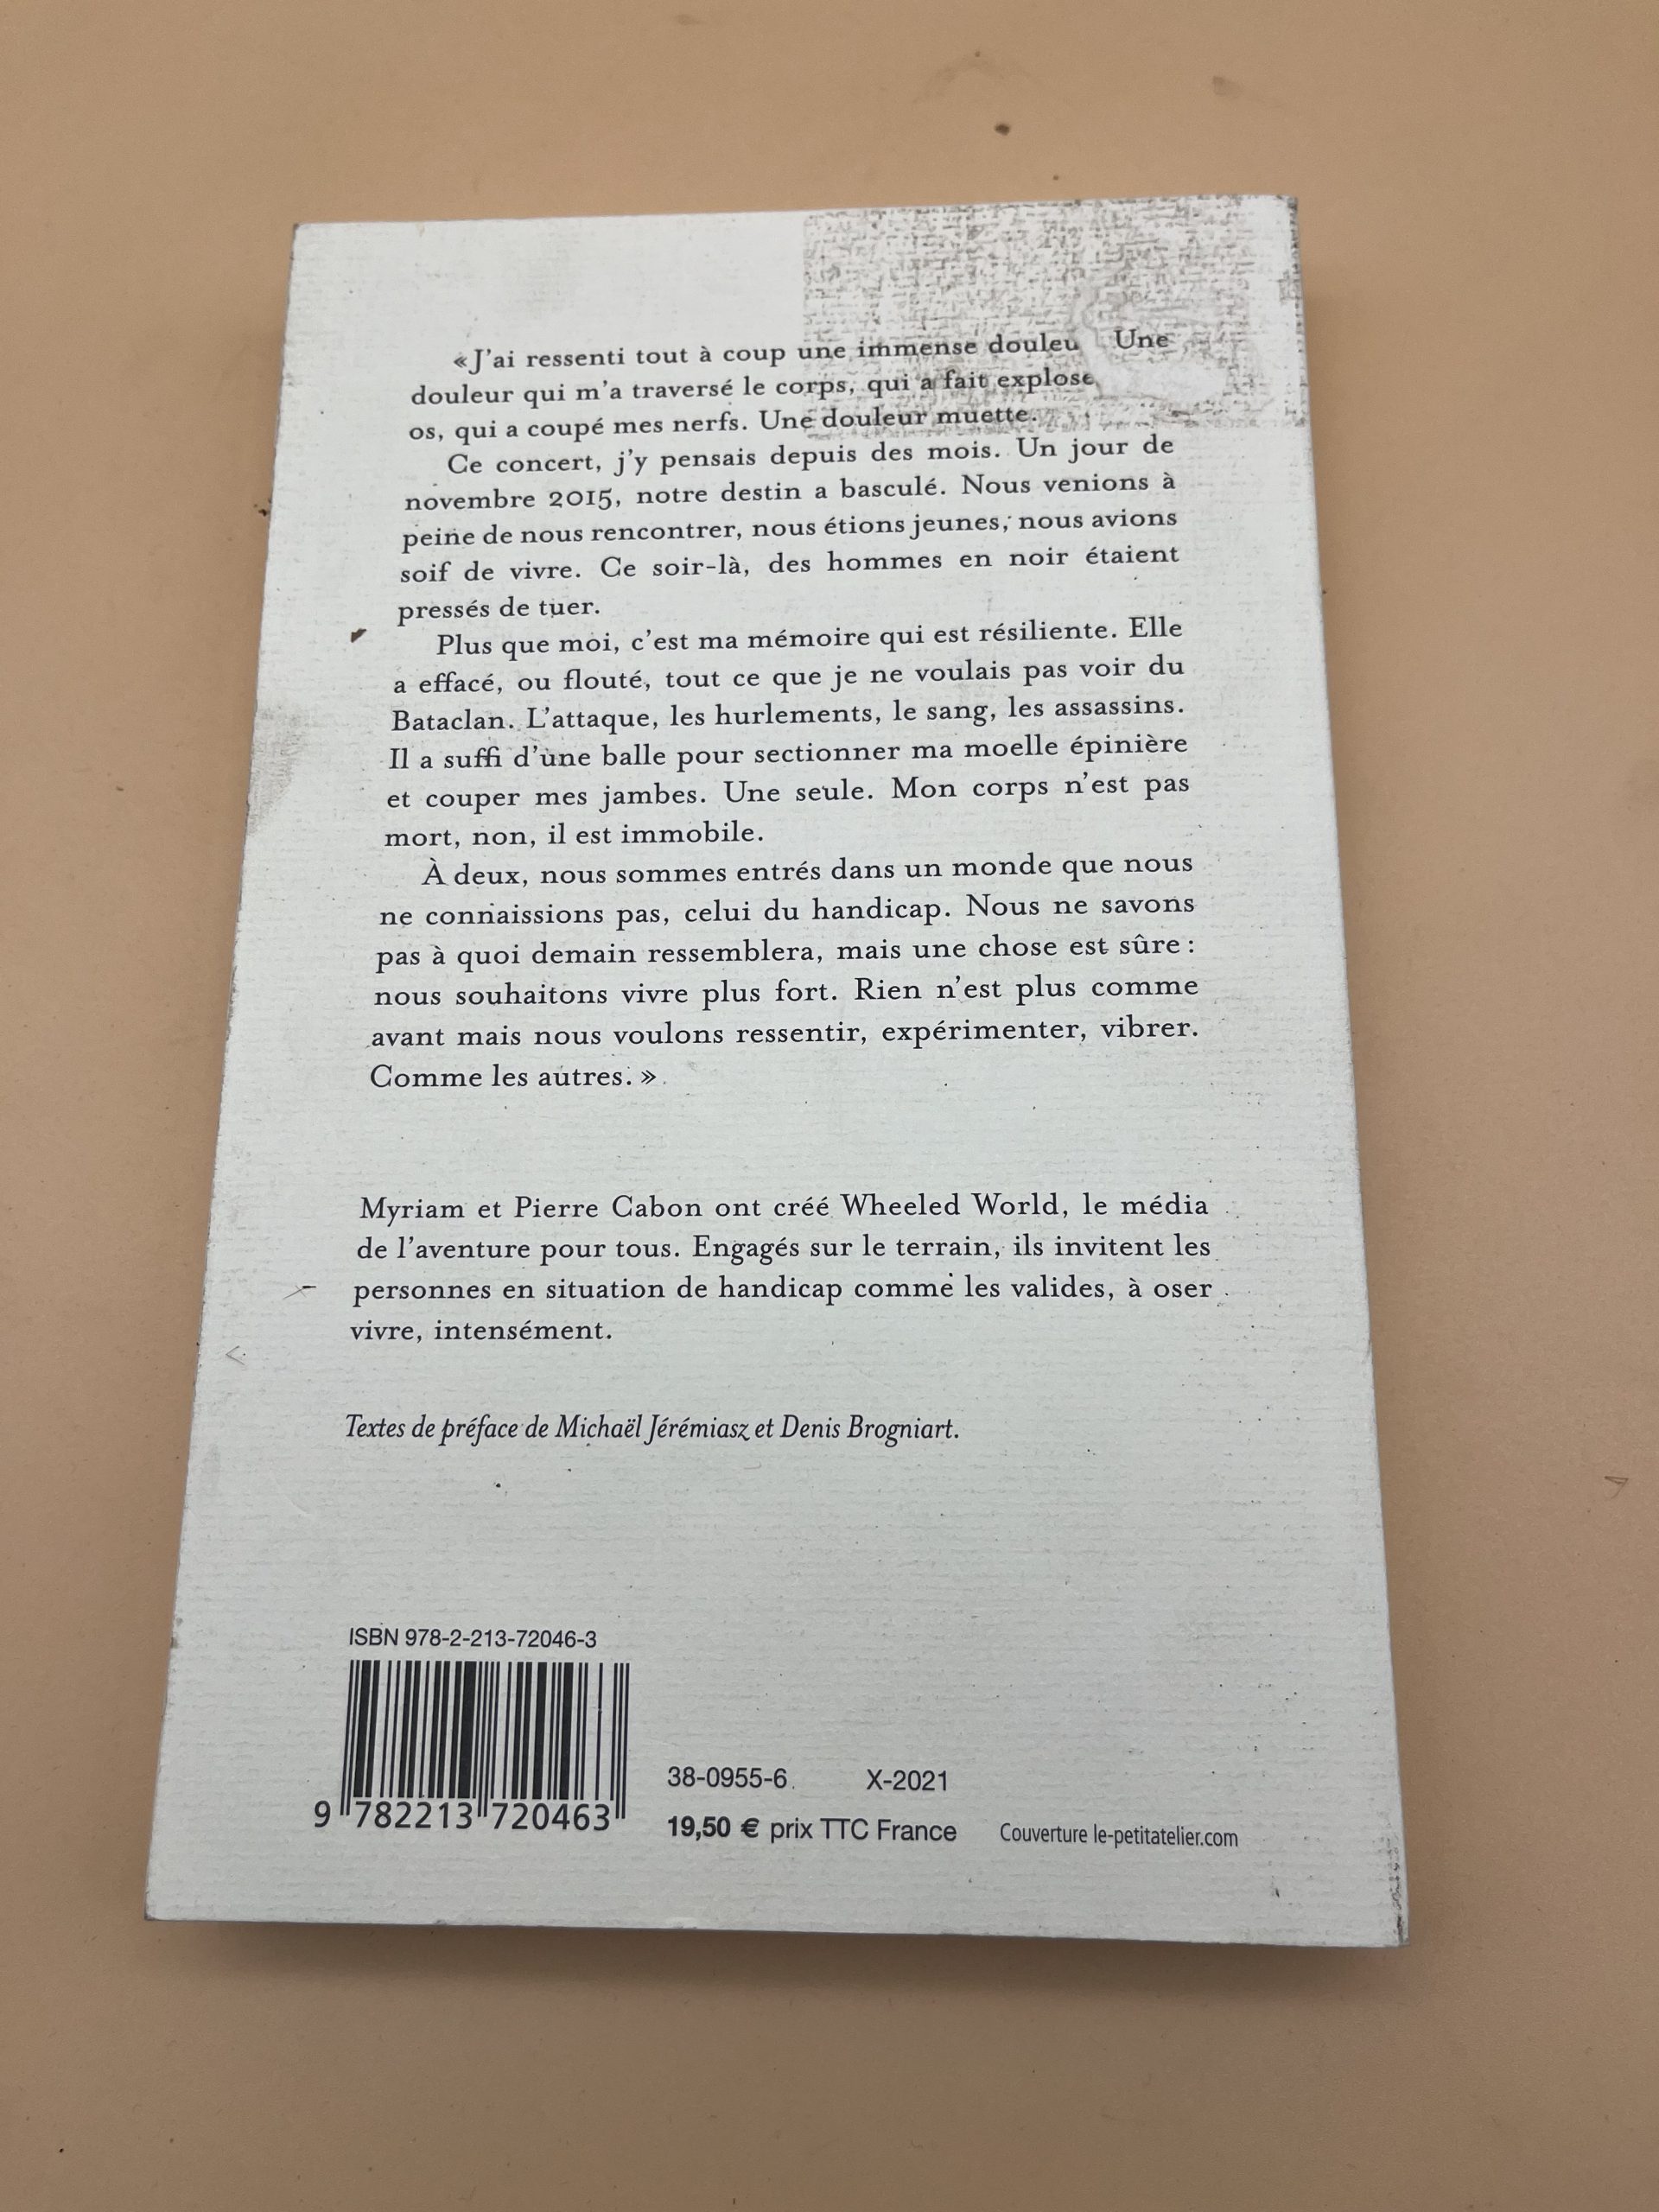 «J'ai ressenti tout à coup une immense douleu Une
douleur qui m'a traversé le corps, qui a fait explose
os, qui a coupé mes nerfs. Une douleur muette.
Ce concert, j'y pensais depuis des mois. Un jour de
novembre 2015, notre destin a basculé. Nous venions à
peine de nous rencontrer, nous étions jeunes, nous avions
soif de vivre. Ce soir-là, des hommes en noir étaient
pressés de tuer.
Plus que moi, c'est ma mémoire qui est résiliente. Elle
a effacé, ou flouté, tout ce que je ne voulais pas voir du
Bataclan. L'attaque, les hurlements, le sang, les assassins.
Il a suffi d'une balle pour sectionner ma moelle épinière
et couper mes jambes. Une seule. Mon corps n'est pas
mort, non, il est immobile.
À deux, nous sommes entrés dans un monde que nous
ne connaissions pas, celui du handicap. Nous ne savons
pas à quoi demain ressemblera, mais une chose est sûre :
nous souhaitons vivre plus fort. Rien n'est plus comme
avant mais nous voulons ressentir, expérimenter, vibrer.
Comme les autres. »
Myriam et Pierre Cabon ont créé Wheeled World, le média
de l'aventure pour tous. Engagés sur le terrain, ils invitent les
personnes en situation de handicap comme les valides, à oser
vivre, intensément.
Textes de préface de Michaël Jérémiasz et Denis Brogniart.
ISBN 978-2-213-72046-3
9 782213 720463
38-0955-6 X-2021
19,50 € prix TTC France Couverture le-petitatelier.com